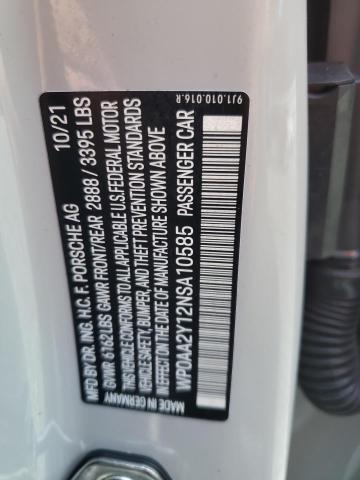 9J1.010.016.R
MFD BY DR. ING. H.C. F. PORSCHE AG 10/21
GVWR 6162 LBS GAWR FRONT/REAR 2888 / 3395 LBS
THIS VEHICLE CONFORMS TO ALL APPLICABLE U.S. FEDERAL MOTOR
VEHICLE SAFETY, BUMPER, AND THEFT PREVENTION STANDARDS
IN EFFECT ON THE DATE OF MANUFACTURE SHOWN ABOVE
WP0AA2Y12NSA10585 PASSENGER CAR
MADE IN GERMANY